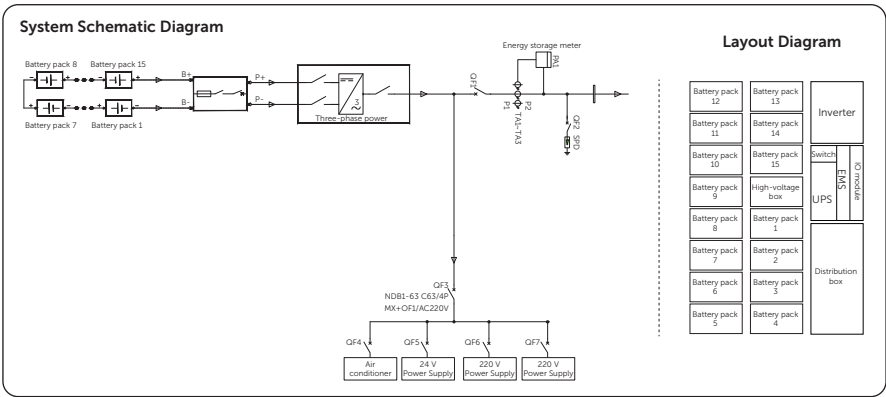 System Schematic Diagram
Battery pack 8
Battery pack 15
B+
P+
B-
P-
Battery pack 7
Battery pack 1
3
Three-phase power
Energy storage meter
PA1
QF1
P1
P2
TA1~TA3
QF2
SPD
QF3
NDB1-63 C63/4P
MX+OF1/AC220V
QF4
QF5
QF6
QF7
Air
conditioner
24 V
Power Supply
220 V
Power Supply
220 V
Power Supply
Layout Diagram
Battery pack
12
Battery pack
13
Battery pack
11
Battery pack
14
Battery pack
10
Battery pack
15
Battery pack
9
High-voltage
box
Battery pack
8
Battery pack
1
Battery pack
7
Battery pack
2
Battery pack
6
Battery pack
3
Battery pack
5
Battery pack
4
Inverter
Switch
UPS
EMS
IO module
Distribution
box